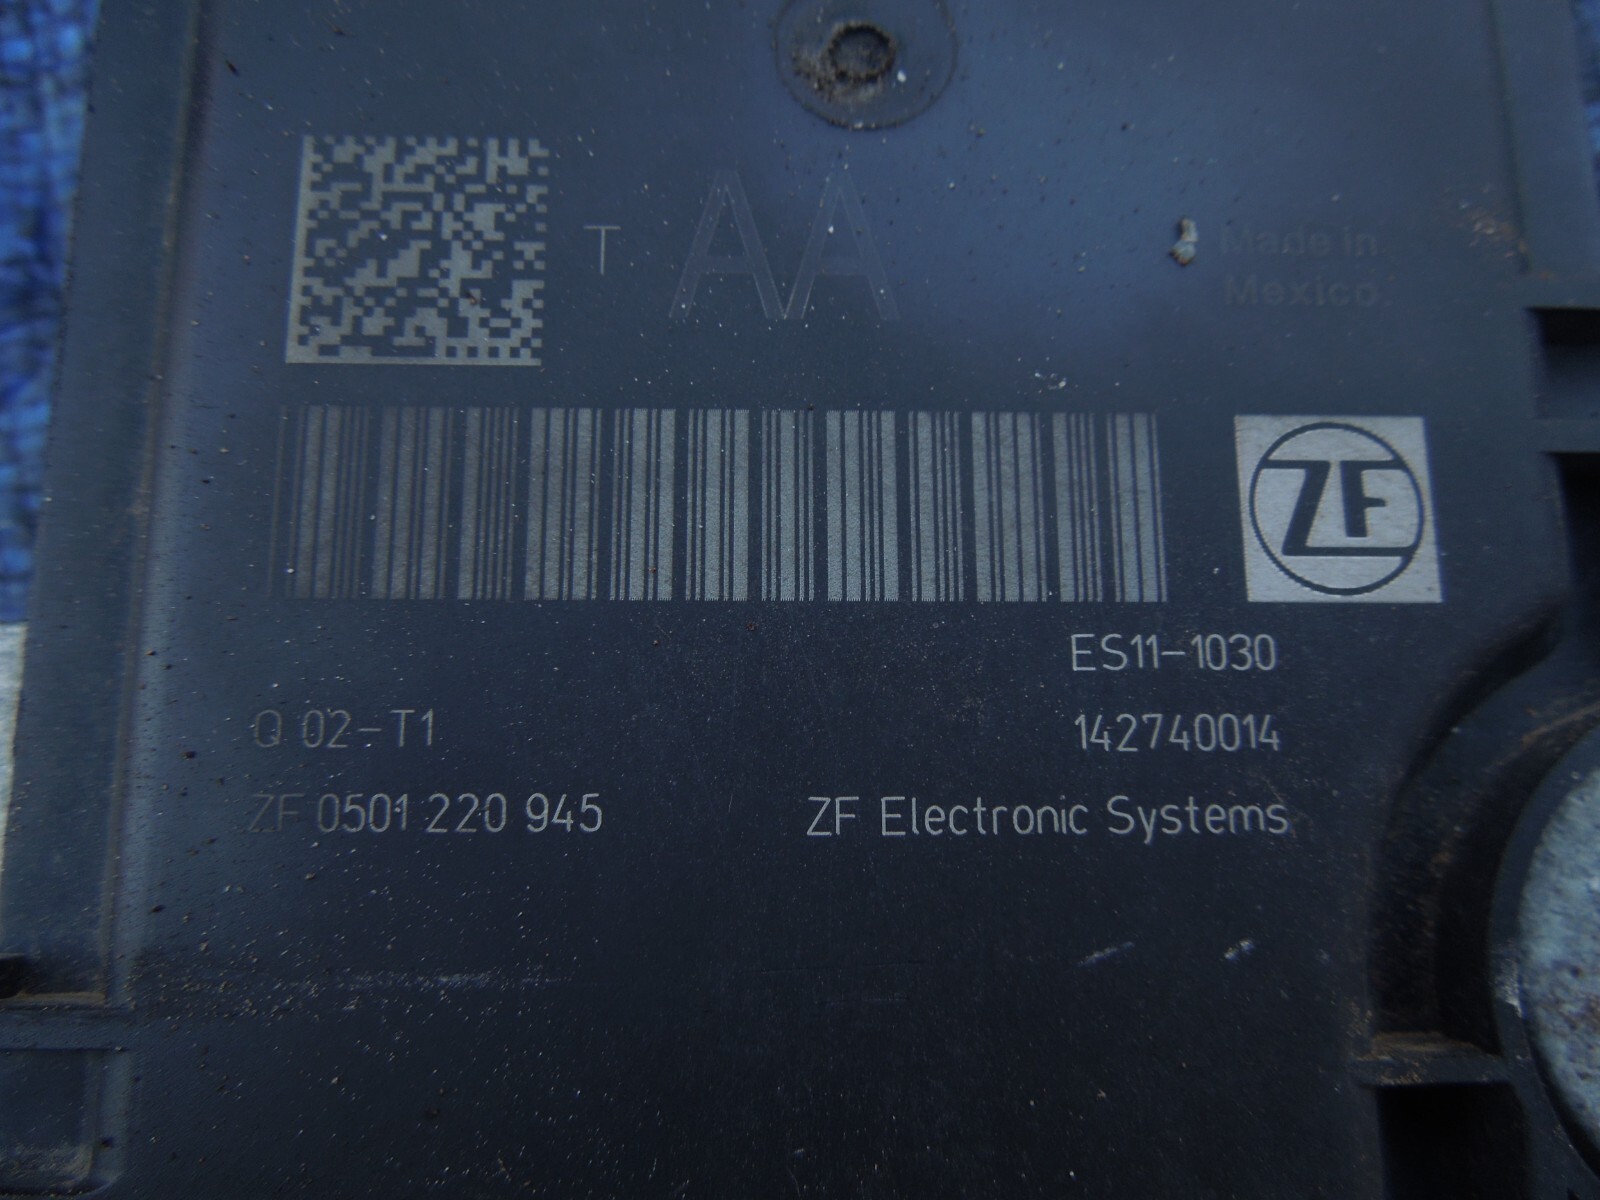 T AA
Made in
Mexico
ZF
ES11-1030
Q 02-T1
142740014
ZF 0501 220 945
ZF Electronic Systems